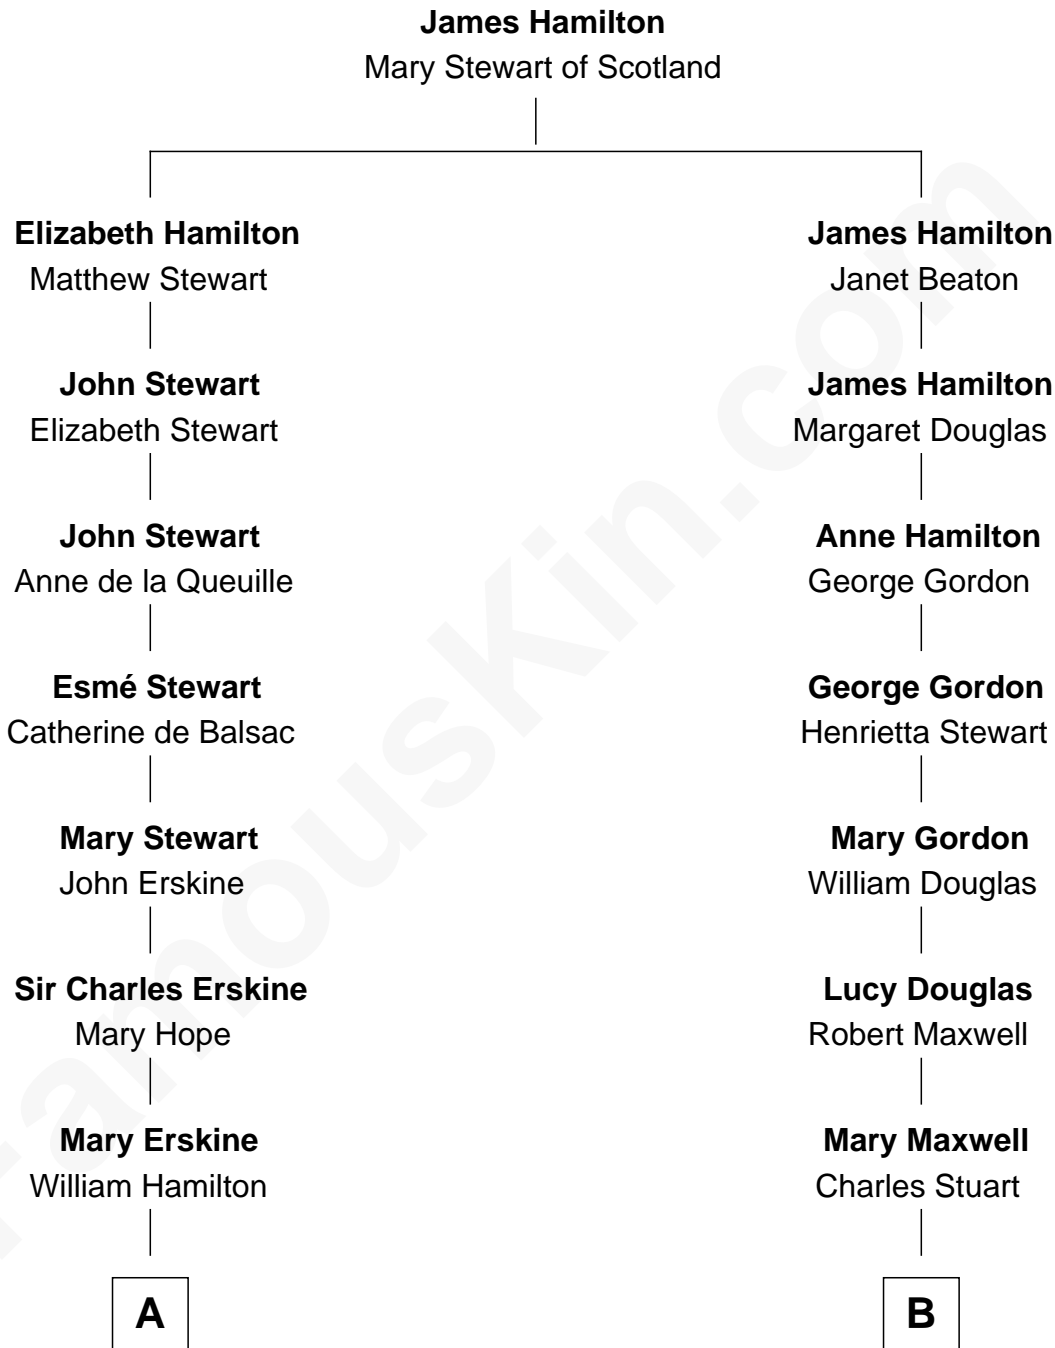 James Hamilton
Mary Stewart of Scotland
Elizabeth Hamilton
Matthew Stewart
James Hamilton
Janet Beaton
John Stewart
Elizabeth Stewart
James Hamilton
Margaret Douglas
John Stewart
Anne de la Queuille
Anne Hamilton
George Gordon
Esmé Stewart
Catherine de Balsac
George Gordon
Henrietta Stewart
Mary Stewart
John Erskine
Mary Gordon
William Douglas
Sir Charles Erskine
Mary Hope
Lucy Douglas
Robert Maxwell
Mary Erskine
William Hamilton
Mary Maxwell
Charles Stuart
A
B
FamousKin.com